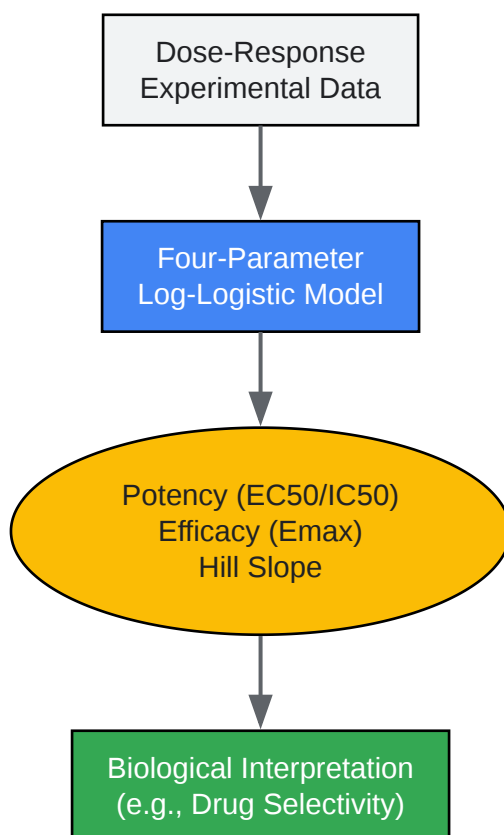 Dose-Response
Experimental Data
Four-Parameter
Log-Logistic Model
Potency (EC50/IC50)
Efficacy (Emax)
Hill Slope
Biological Interpretation
(e.g., Drug Selectivity)